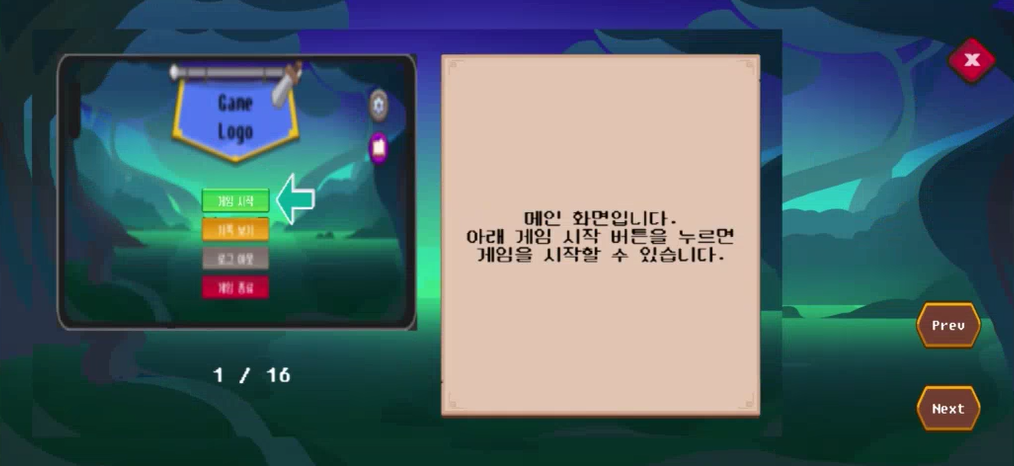 Game
Logo
게임 시작
기록 보기
로그 아웃
게임 종료
1 / 16
메인 화면입니다.
아래 게임 시작 버튼을 누르면
게임을 시작할 수 있습니다.
X
Prev
Next